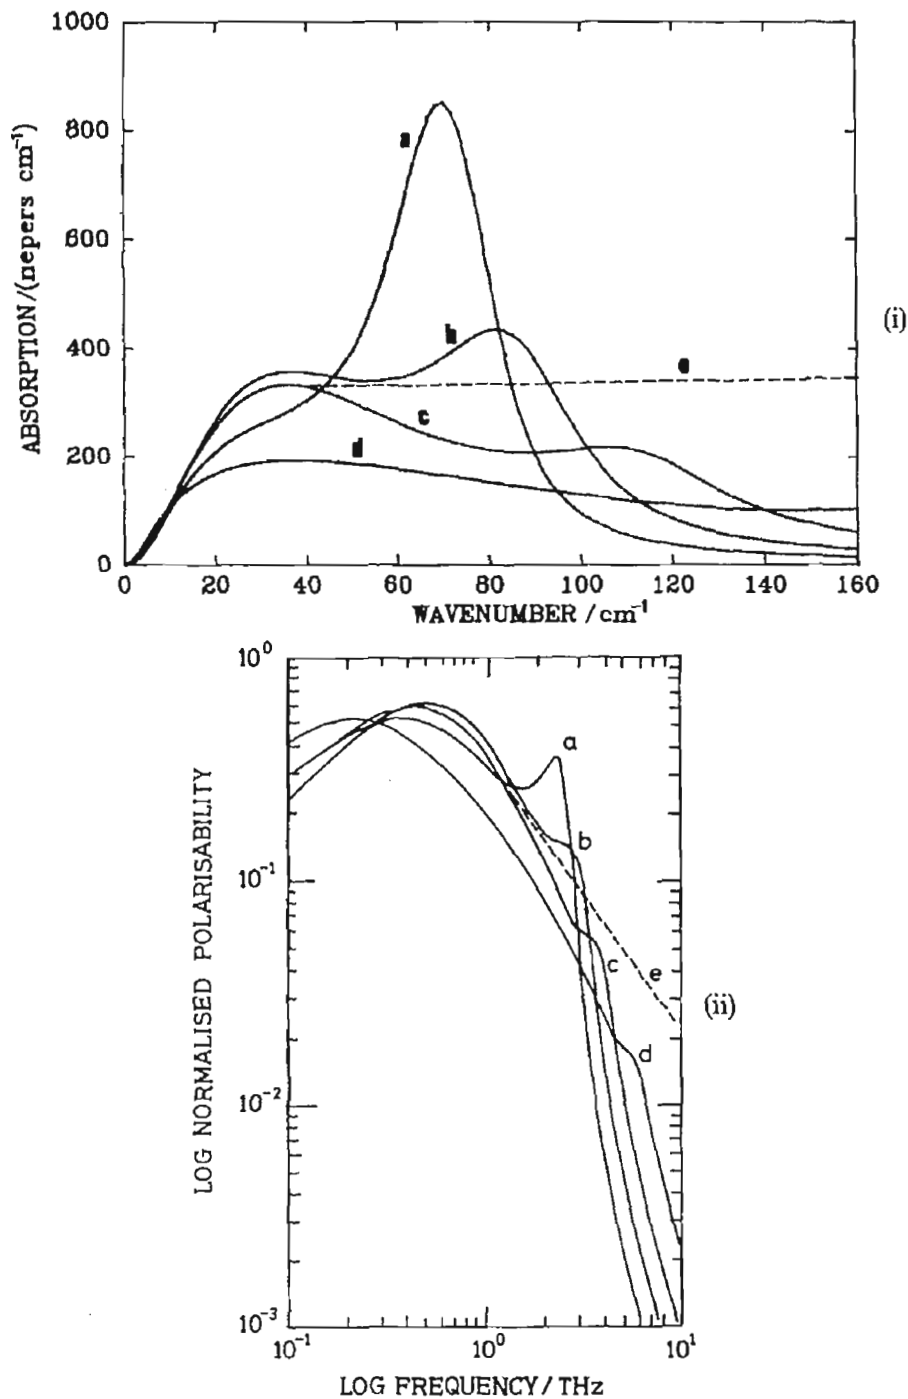 1000
800
600
400
200
0
ABSORPTION/(nepers cm⁻¹)
a
b
c
d
e
0 20 40 60 80 100 120 140 160
WAVENUMBER /cm⁻¹
(i)
10⁰
10⁻¹
10⁻²
10⁻³
LOG NORMALISED POLARISABILITY
a
b
c
d
e
10⁻¹ 10⁰ 10¹
LOG FREQUENCY/ THz
(ii)